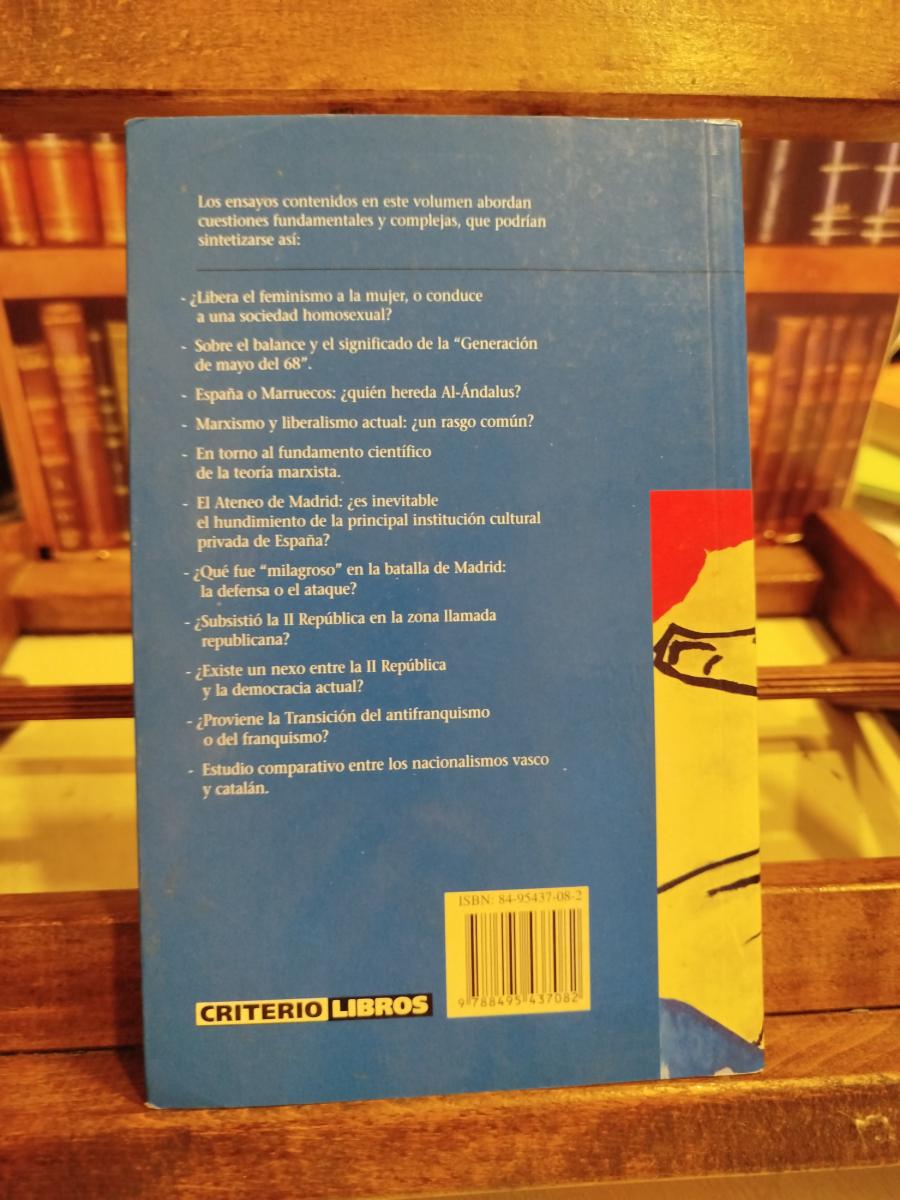 Los ensayos contenidos en este volumen abordan
cuestiones fundamentales y complejas, que podrían
sintetizarse así:
- ¿Libera el feminismo a la mujer, o conduce
a una sociedad homosexual?
- Sobre el balance y el significado de la “Generación
de mayo del 68”.
- España o Marruecos: ¿quién hereda Al-Ándalus?
- Marxismo y liberalismo actual: ¿un rasgo común?
- En torno al fundamento científico
de la teoría marxista.
- El Ateneo de Madrid: ¿es inevitable
el hundimiento de la principal institución cultural
privada de España?
- ¿Qué fue “milagroso” en la batalla de Madrid:
la defensa o el ataque?
- ¿Subsistió la II República en la zona llamada
republicana?
- ¿Existe un nexo entre la II República
y la democracia actual?
- ¿Proviene la Transición del antifranquismo
o del franquismo?
- Estudio comparativo entre los nacionalismos vasco
y catalán.
ISBN: 84-95437-08-2
9 788495 437082
CRITERIO LIBROS